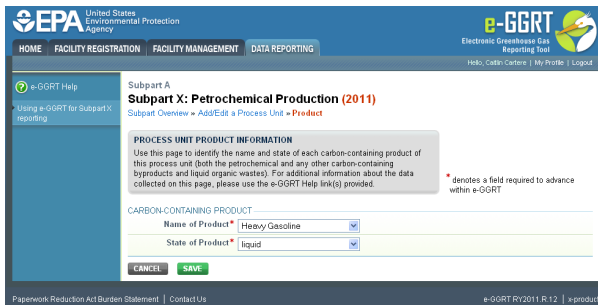 EPA United States
Environmental Protection
Agency
e-GGRT
Electronic Greenhouse Gas
Reporting Tool
HOME FACILITY REGISTRATION FACILITY MANAGEMENT DATA REPORTING
Hello, Caitlin Cartere | My Profile | Logout
e-GGRT Help
Using e-GGRT for Subpart X
reporting
Subpart A
Subpart X: Petrochemical Production (2011)
Subpart Overview » Add/Edit a Process Unit » Product
PROCESS UNIT PRODUCT INFORMATION
Use this page to identify the name and state of each carbon-containing product of
this process unit (both the petrochemical and any other carbon-containing
byproducts and liquid organic wastes). For additional information about the data
collected on this page, please use the e-GGRT Help link(s) provided.
* denotes a field required to advance
within e-GGRT
CARBON-CONTAINING PRODUCT
Name of Product* Heavy Gasoline
State of Product* liquid
CANCEL SAVE
Paperwork Reduction Act Burden Statement | Contact Us
e-GGRT RY2011.R.12 | x-product